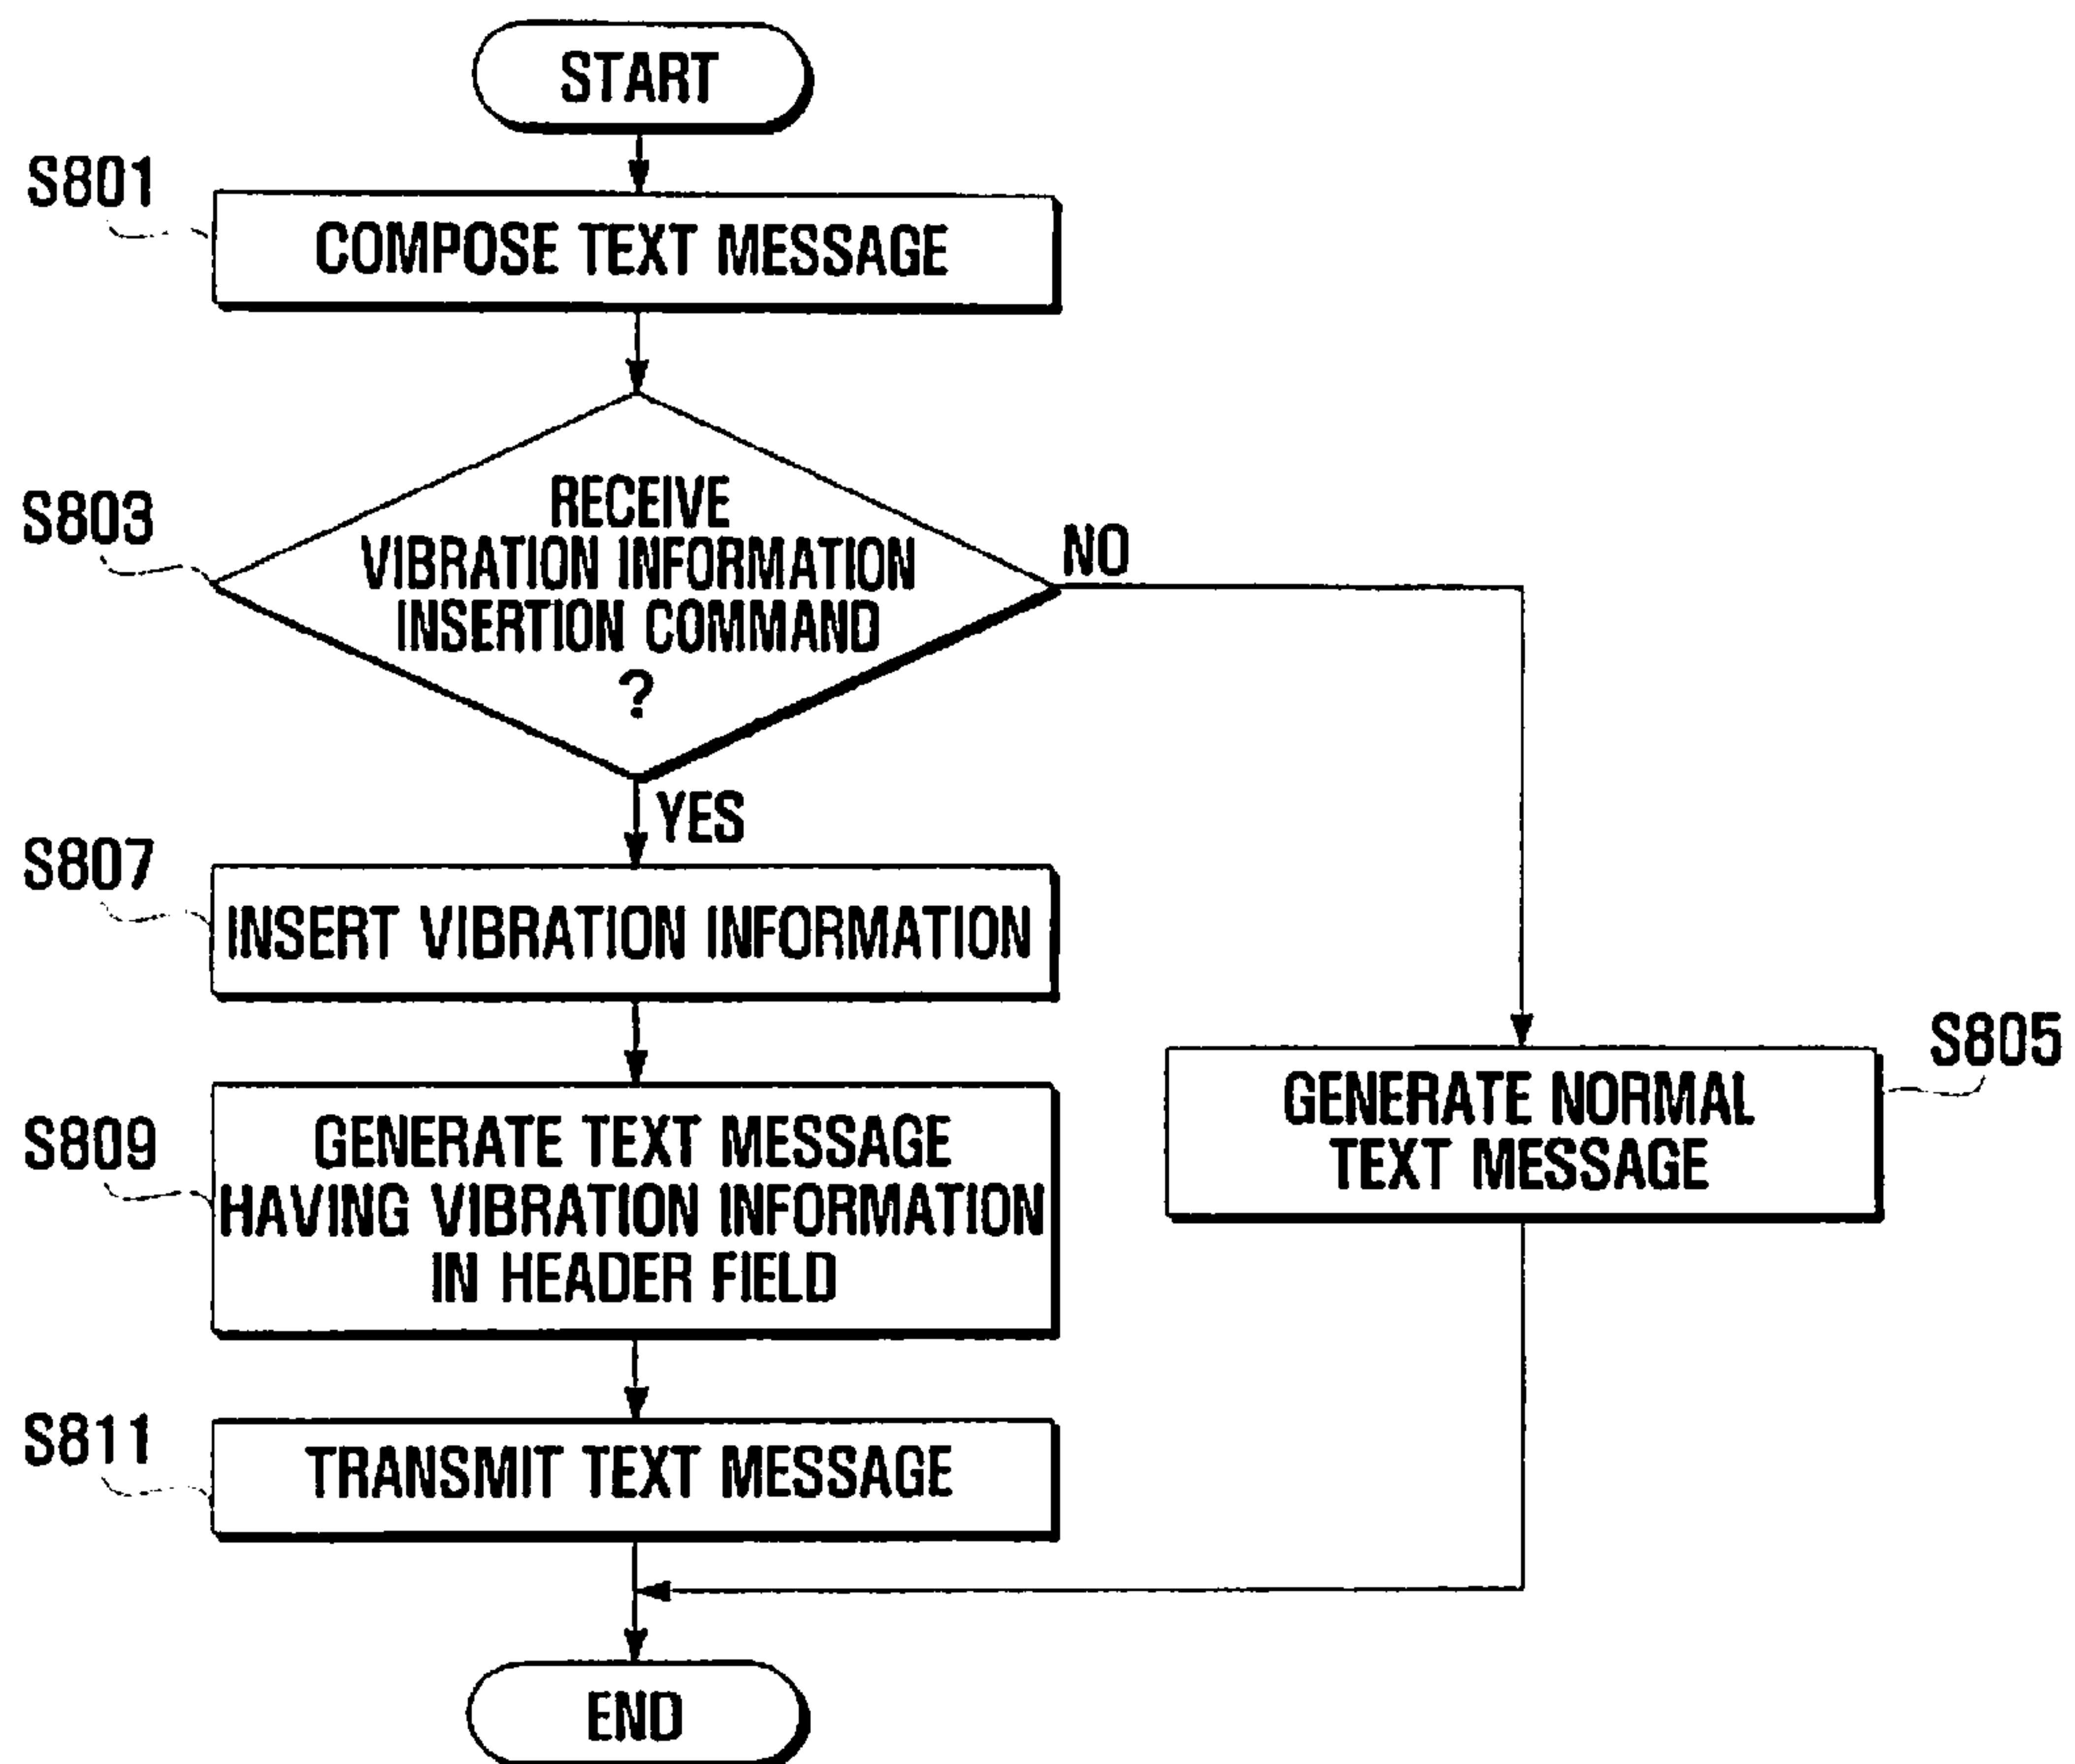 START
S801
COMPOSE TEXT MESSAGE
S803
RECEIVE
VIBRATION INFORMATION
INSERTION COMMAND
?
NO
YES
S807
INSERT VIBRATION INFORMATION
S805
GENERATE NORMAL
TEXT MESSAGE
S809
GENERATE TEXT MESSAGE
HAVING VIBRATION INFORMATION
IN HEADER FIELD
S811
TRANSMIT TEXT MESSAGE
END